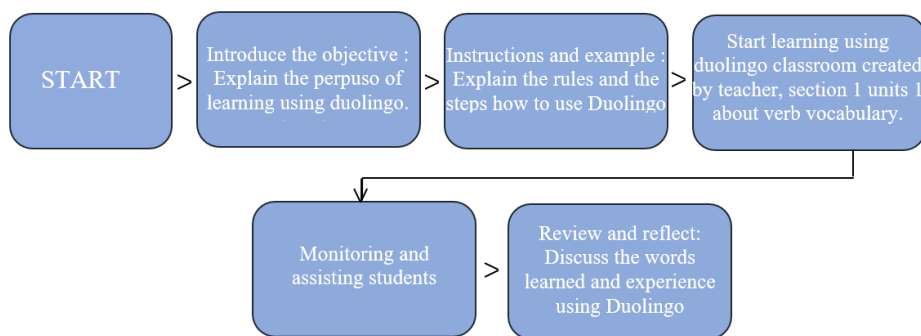 START
>
Introduce the objective :
Explain the perpuso of
learning using duolingo.
>
Instructions and example :
Explain the rules and the
steps how to use Duolingo
>
Start learning using
duolingo classroom created
by teacher, section 1 units 1
about verb vocabulary.
Monitoring and
assisting students
>
Review and reflect:
Discuss the words
learned and experience
using Duolingo